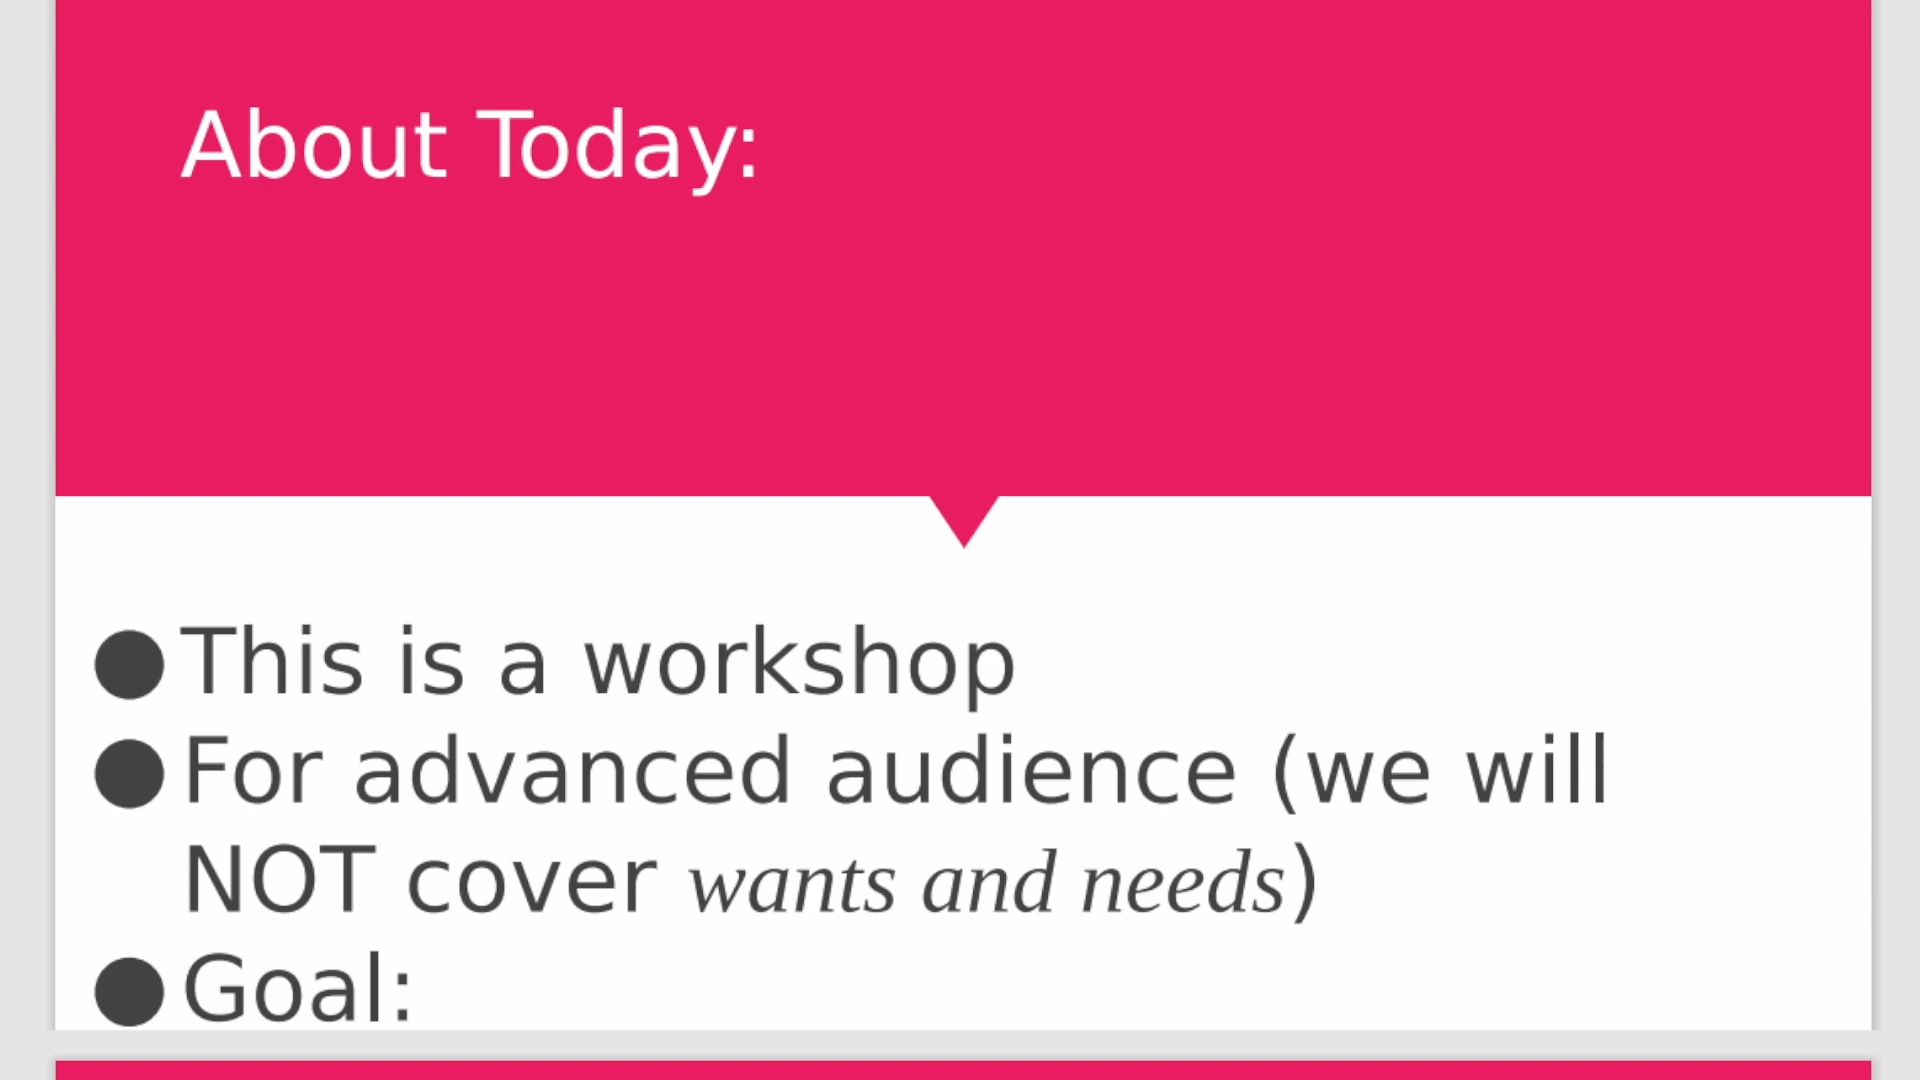 About Today:
● This is a workshop
● For advanced audience (we will
NOT cover wants and needs)
● Goal: